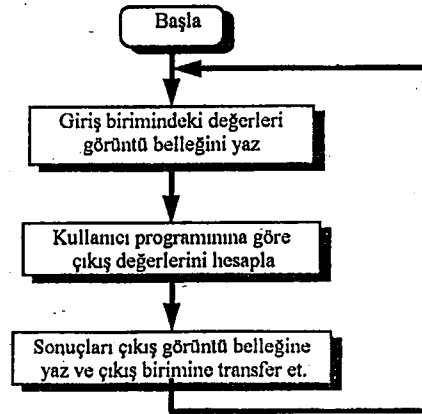 Başla
Giriş birimindeki değerleri
görüntü belleğini yaz
Kullanıcı programınına göre
çıkış değerlerini hesapla
Sonuçları çıkış görüntü belleğine
yaz ve çıkış birimine transfer et.